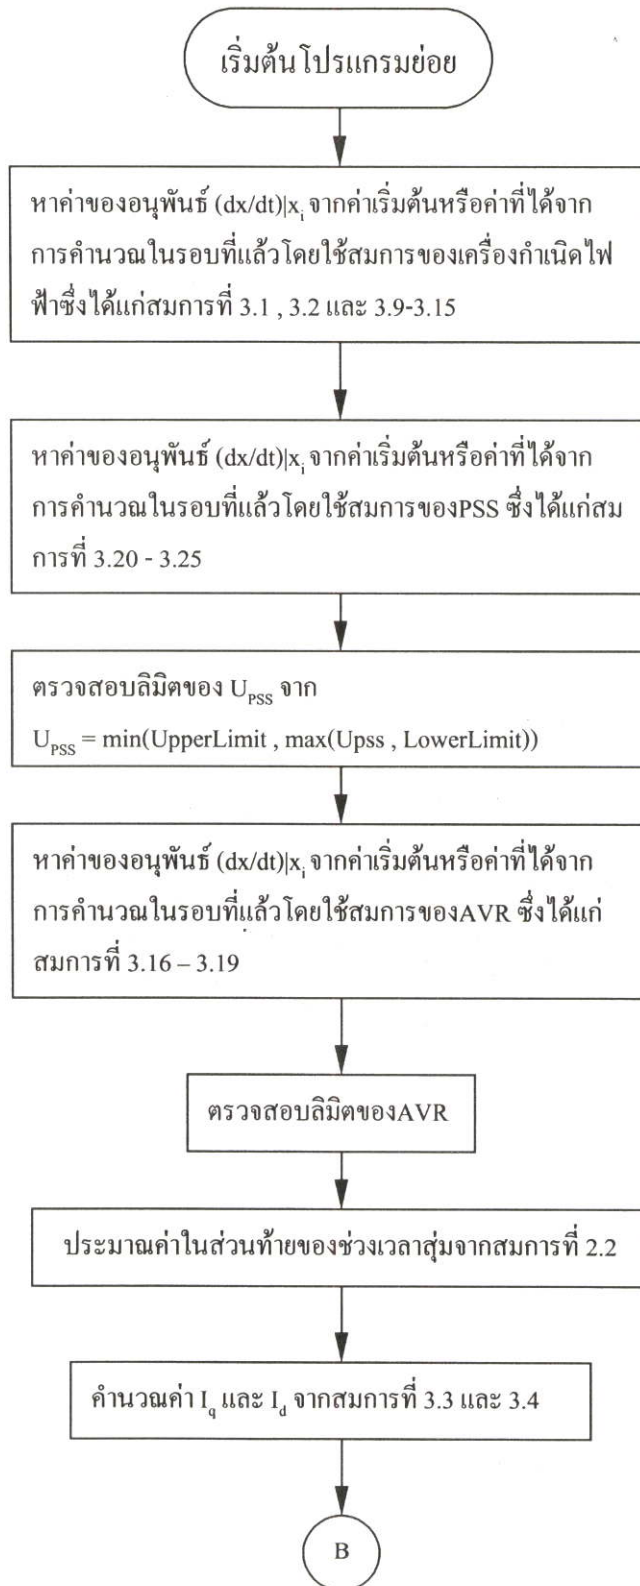 เริ่มต้นโปรแกรมย่อย
หาค่าของอนุพันธ์ (dx/dt)|x_i จากค่าเริ่มต้นหรือค่าที่ได้จาก
การคำนวณในรอบที่แล้วโดยใช้สมการของเครื่องกำเนิดไฟ
ฟ้าซึ่งได้แก่สมการที่ 3.1 , 3.2 และ 3.9-3.15
หาค่าของอนุพันธ์ (dx/dt)|x_i จากค่าเริ่มต้นหรือค่าที่ได้จาก
การคำนวณในรอบที่แล้วโดยใช้สมการของPSS ซึ่งได้แก่สม
การที่ 3.20 - 3.25
ตรวจสอบลิมิตของ U_PSS จาก
U_PSS = min(UpperLimit , max(Upss , LowerLimit))
หาค่าของอนุพันธ์ (dx/dt)|x_i จากค่าเริ่มต้นหรือค่าที่ได้จาก
การคำนวณในรอบที่แล้วโดยใช้สมการของAVR ซึ่งได้แก่
สมการที่ 3.16 – 3.19
ตรวจสอบลิมิตของAVR
ประมาณค่าในส่วนท้ายของช่วงเวลาสุ่มจากสมการที่ 2.2
คำนวณค่า I_q และ I_d จากสมการที่ 3.3 และ 3.4
B